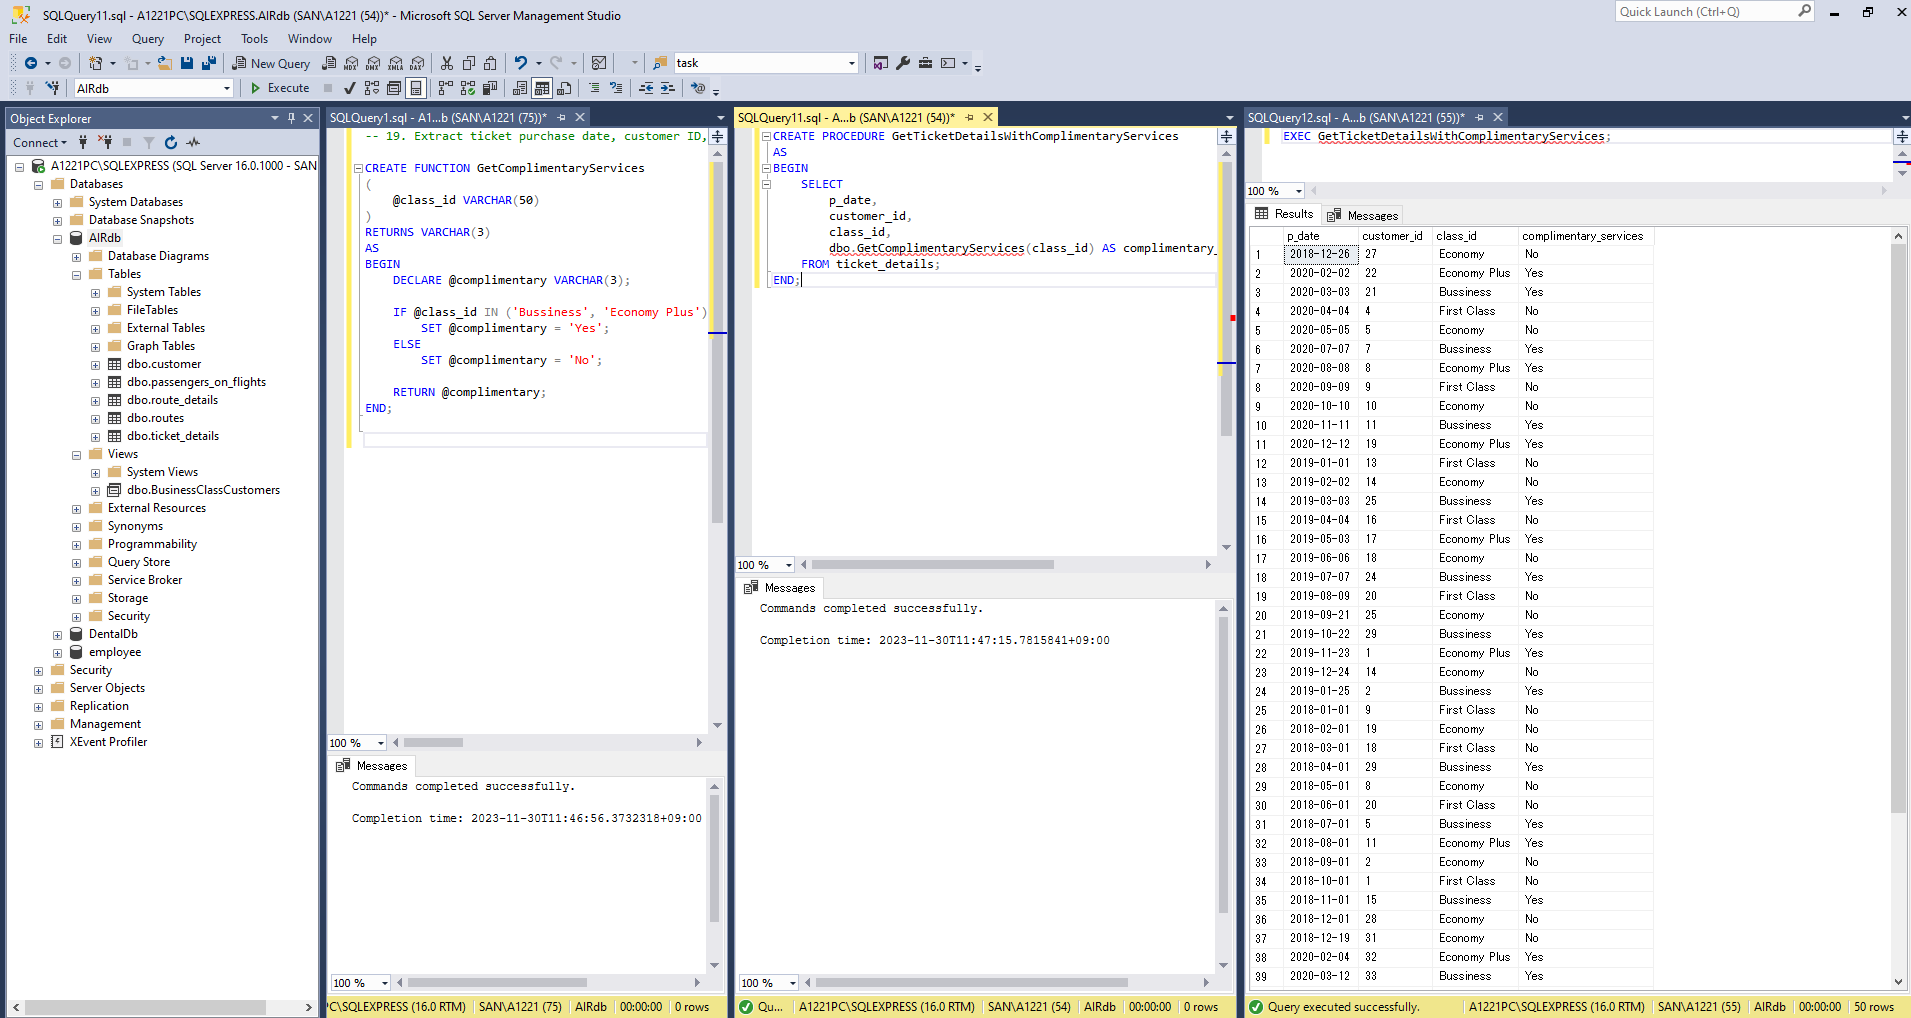 SQLQuery11.sql - A1221PC\SQLEXPRESS.AIRdb (SAN\A1221 (54))* - Microsoft SQL Server Management Studio
Quick Launch (Ctrl+Q)
File Edit View Query Project Tools Window Help
New Query MDX DMX XMLA DAX task
AIRdb Execute
Object Explorer
Connect
A1221PC\SQLEXPRESS (SQL Server 16.0.1000 - SAN
Databases
System Databases
Database Snapshots
AIRdb
Database Diagrams
Tables
System Tables
FileTables
External Tables
Graph Tables
dbo.customer
dbo.passengers_on_flights
dbo.route_details
dbo.routes
dbo.ticket_details
Views
System Views
dbo.BusinessClassCustomers
External Resources
Synonyms
Programmability
Query Store
Service Broker
Storage
Security
DentalDb
employee
Security
Server Objects
Replication
Management
XEvent Profiler
SQLQuery1.sql - A1...b (SAN\A1221 (75))*
-- 19. Extract ticket purchase date, customer ID,
CREATE FUNCTION GetComplimentaryServices
(
@class_id VARCHAR(50)
)
RETURNS VARCHAR(3)
AS
BEGIN
DECLARE @complimentary VARCHAR(3);
IF @class_id IN ('Bussiness', 'Economy Plus')
SET @complimentary = 'Yes';
ELSE
SET @complimentary = 'No';
RETURN @complimentary;
END;
100 %
Messages
Commands completed successfully.
Completion time: 2023-11-30T11:46:56.3732318+09:00
100 %
PC\SQLEXPRESS (16.0 RTM) SAN\A1221 (75) AIRdb 00:00:00 0 rows
SQLQuery11.sql - A...b (SAN\A1221 (54))*
CREATE PROCEDURE GetTicketDetailsWithComplimentaryServices
AS
BEGIN
SELECT
p_date,
customer_id,
class_id,
dbo.GetComplimentaryServices(class_id) AS complimentary_
FROM ticket_details;
END;
100 %
Messages
Commands completed successfully.
Completion time: 2023-11-30T11:47:15.7815841+09:00
100 %
Qu... A1221PC\SQLEXPRESS (16.0 RTM) SAN\A1221 (54) AIRdb 00:00:00 0 rows
SQLQuery12.sql - A...b (SAN\A1221 (55))*
EXEC GetTicketDetailsWithComplimentaryServices;
100 %
Results Messages
p_date customer_id class_id complimentary_services
1 2018-12-26 27 Economy No
2 2020-02-02 22 Economy Plus Yes
3 2020-03-03 21 Bussiness Yes
4 2020-04-04 4 First Class No
5 2020-05-05 5 Economy No
6 2020-07-07 7 Bussiness Yes
7 2020-08-08 8 Economy Plus Yes
8 2020-09-09 9 First Class No
9 2020-10-10 10 Economy No
10 2020-11-11 11 Bussiness Yes
11 2020-12-12 19 Economy Plus Yes
12 2019-01-01 13 First Class No
13 2019-02-02 14 Economy No
14 2019-03-03 25 Bussiness Yes
15 2019-04-04 16 First Class No
16 2019-05-03 17 Economy Plus Yes
17 2019-06-06 18 Economy No
18 2019-07-07 24 Bussiness Yes
19 2019-08-09 20 First Class No
20 2019-09-21 25 Economy No
21 2019-10-22 29 Bussiness Yes
22 2019-11-23 1 Economy Plus Yes
23 2019-12-24 14 Economy No
24 2019-01-25 2 Bussiness Yes
25 2018-01-01 9 First Class No
26 2018-02-01 19 Economy No
27 2018-03-01 18 First Class No
28 2018-04-01 29 Bussiness Yes
29 2018-05-01 8 Economy No
30 2018-06-01 20 First Class No
31 2018-07-01 5 Bussiness Yes
32 2018-08-01 11 Economy Plus Yes
33 2018-09-01 2 Economy No
34 2018-10-01 1 First Class No
35 2018-11-01 15 Bussiness Yes
36 2018-12-01 28 Economy No
37 2018-12-19 31 Economy No
38 2020-02-04 32 Economy Plus Yes
39 2020-03-12 33 Bussiness Yes
Query executed successfully. A1221PC\SQLEXPRESS (16.0 RTM) SAN\A1221 (55) AIRdb 00:00:00 50 rows